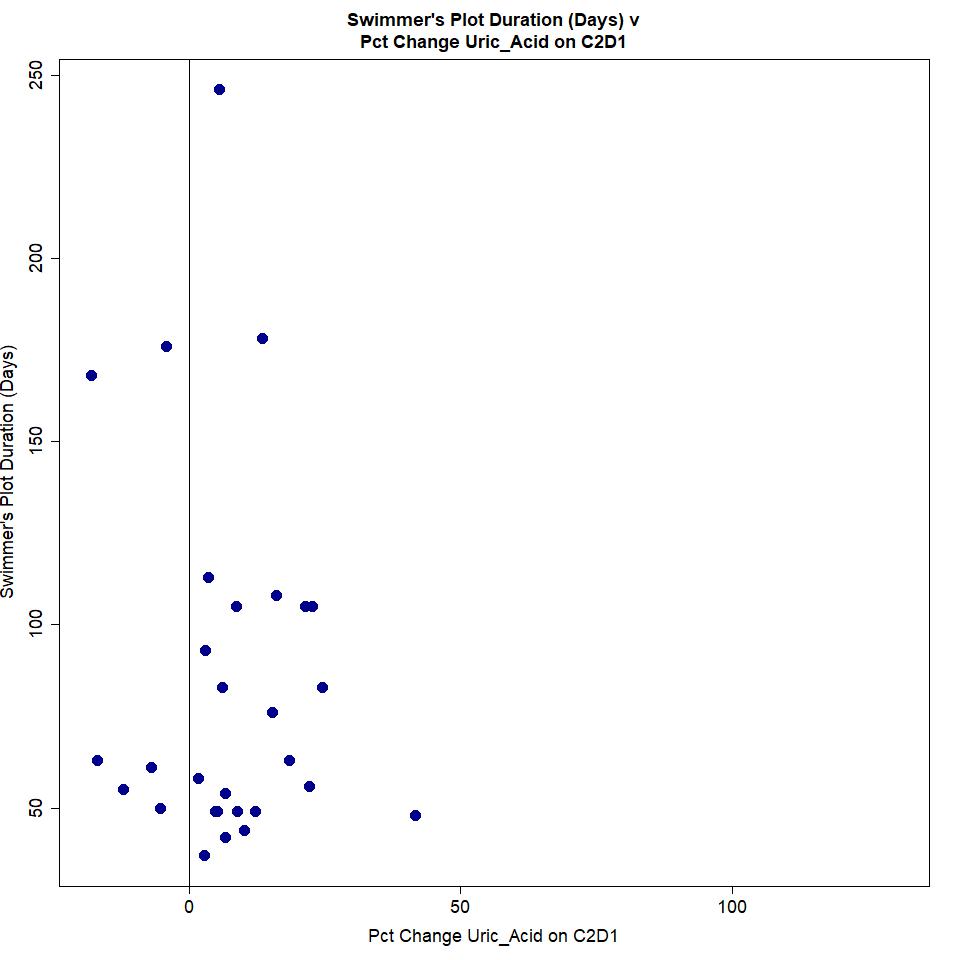 Swimmer's Plot Duration (Days) v
Pct Change Uric_Acid on C2D1
250
200
150
100
50
Swimmer's Plot Duration (Days)
0
50
100
Pct Change Uric_Acid on C2D1